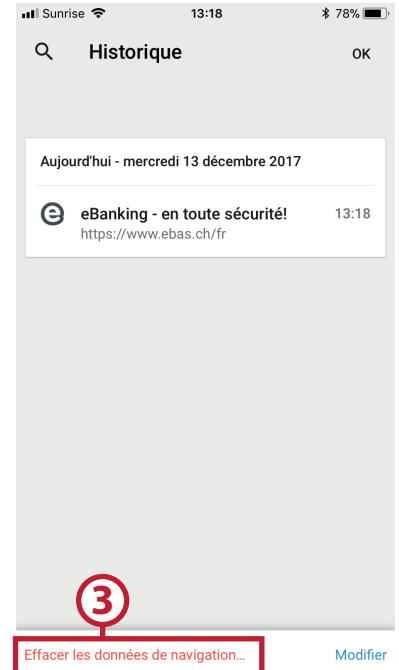 Sunrise 13:18 78%
Historique OK
Aujourd'hui - mercredi 13 décembre 2017
eBanking - en toute sécurité! 13:18
https://www.ebas.ch/fr
3
Effacer les données de navigation... Modifier